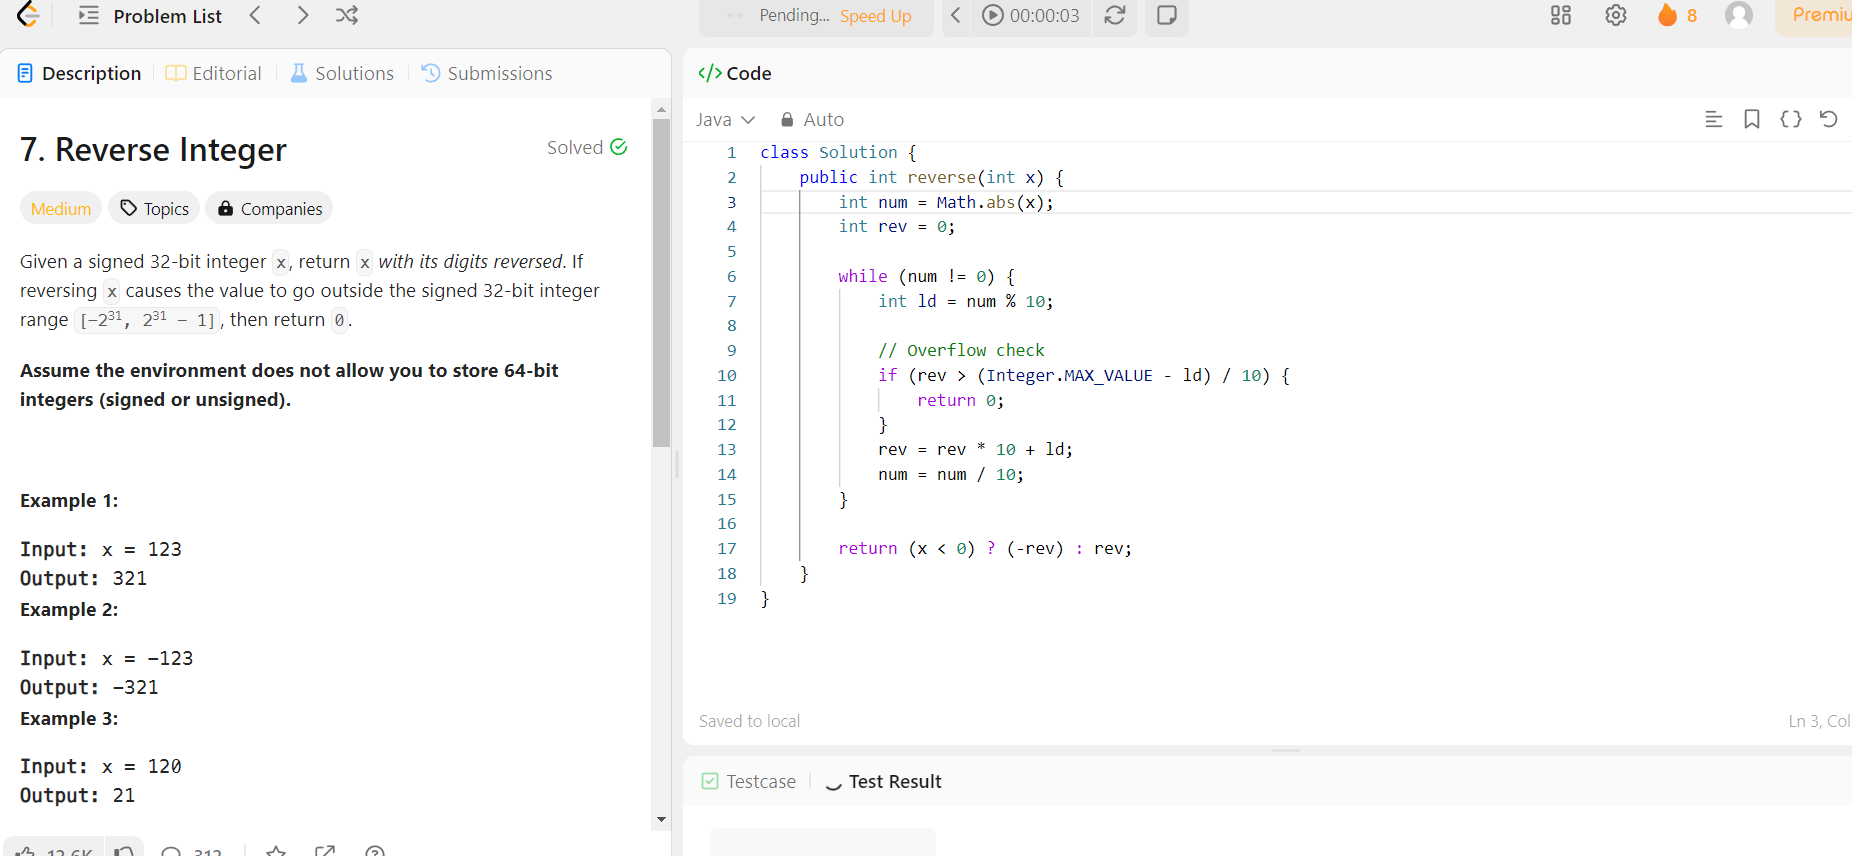 Problem List
Pending... Speed Up
00:00:03
8
Description
Editorial
Solutions
Submissions
7. Reverse Integer
Solved
Medium
Topics
Companies
Given a signed 32-bit integer x, return x with its digits reversed. If
reversing x causes the value to go outside the signed 32-bit integer
range [-2³¹, 2³¹ - 1], then return 0.
Assume the environment does not allow you to store 64-bit
integers (signed or unsigned).
Example 1:
Input: x = 123
Output: 321
Example 2:
Input: x = -123
Output: -321
Example 3:
Input: x = 120
Output: 21
12.6K
312
</> Code
Java
Auto
1 class Solution {
2 public int reverse(int x) {
3 int num = Math.abs(x);
4 int rev = 0;
5
6 while (num != 0) {
7 int ld = num % 10;
8
9 // Overflow check
10 if (rev > (Integer.MAX_VALUE - ld) / 10) {
11 return 0;
12 }
13 rev = rev * 10 + ld;
14 num = num / 10;
15 }
16
17 return (x < 0) ? (-rev) : rev;
18 }
19 }
Saved to local
Ln 3, Col
Testcase
Test Result